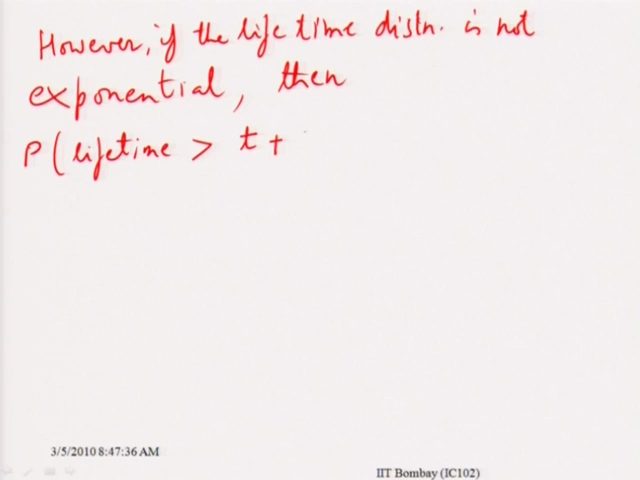 However, if the life time distn. is not
exponential, then
P(lifetime > t +
3/5/2010 8:47:36 AM
IIT Bombay (IC102)